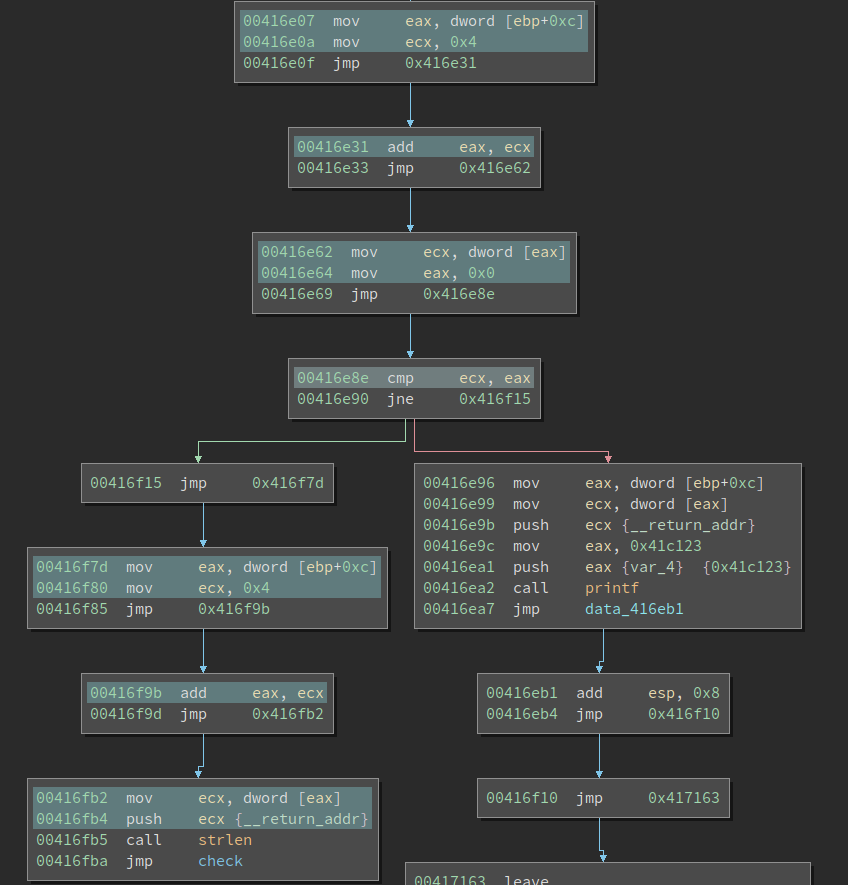 00416e07 mov eax, dword [ebp+0xc]
00416e0a mov ecx, 0x4
00416e0f jmp 0x416e31
00416e31 add eax, ecx
00416e33 jmp 0x416e62
00416e62 mov ecx, dword [eax]
00416e64 mov eax, 0x0
00416e69 jmp 0x416e8e
00416e8e cmp ecx, eax
00416e90 jne 0x416f15
00416f15 jmp 0x416f7d
00416f7d mov eax, dword [ebp+0xc]
00416f80 mov ecx, 0x4
00416f85 jmp 0x416f9b
00416f9b add eax, ecx
00416f9d jmp 0x416fb2
00416fb2 mov ecx, dword [eax]
00416fb4 push ecx {__return_addr}
00416fb5 call strlen
00416fba jmp check
00416e96 mov eax, dword [ebp+0xc]
00416e99 mov ecx, dword [eax]
00416e9b push ecx {__return_addr}
00416e9c mov eax, 0x41c123
00416ea1 push eax {var_4} {0x41c123}
00416ea2 call printf
00416ea7 jmp data_416eb1
00416eb1 add esp, 0x8
00416eb4 jmp 0x416f10
00416f10 jmp 0x417163
00417163 leave